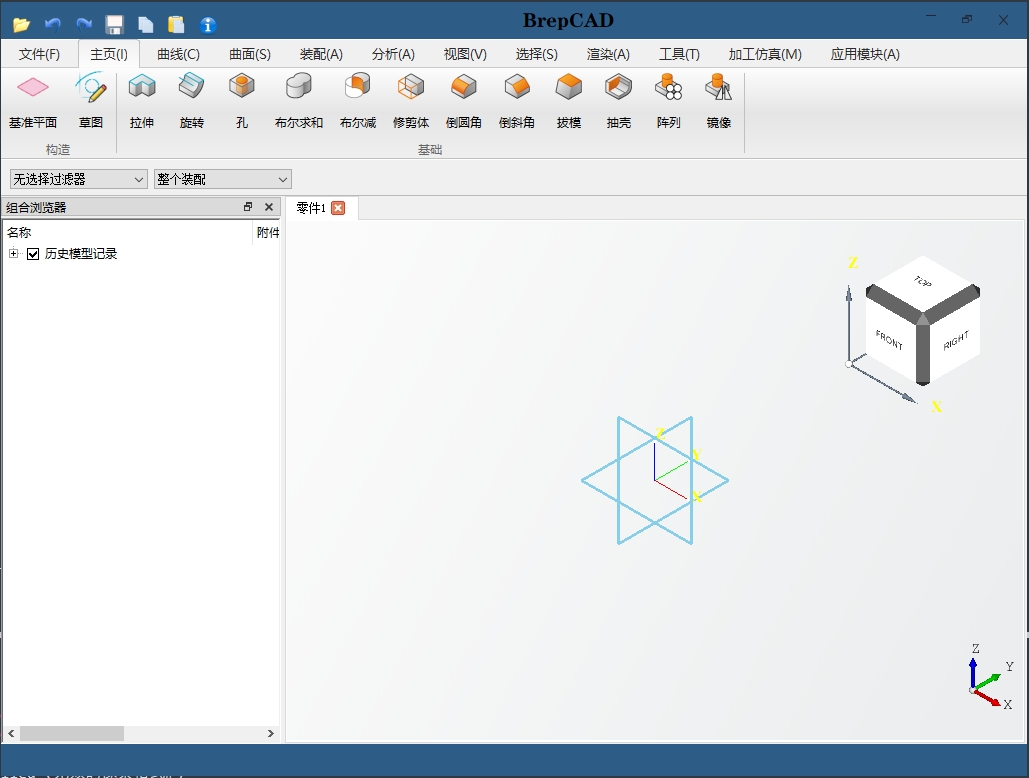 BrepCAD
文件(F) 主页(I) 曲线(C) 曲面(S) 装配(A) 分析(A) 视图(V) 选择(S) 渲染(A) 工具(T) 加工仿真(M) 应用模块(A)
基准平面 草图 拉伸 旋转 孔 布尔求和 布尔减 修剪体 倒圆角 倒斜角 拔模 抽壳 阵列 镜像
构造 基础
无选择过滤器 整个装配
组合浏览器 零件1
名称 附件
历史模型记录
Z
TOP
FRONT RIGHT
X
Z
Y
X
Z
Y
X